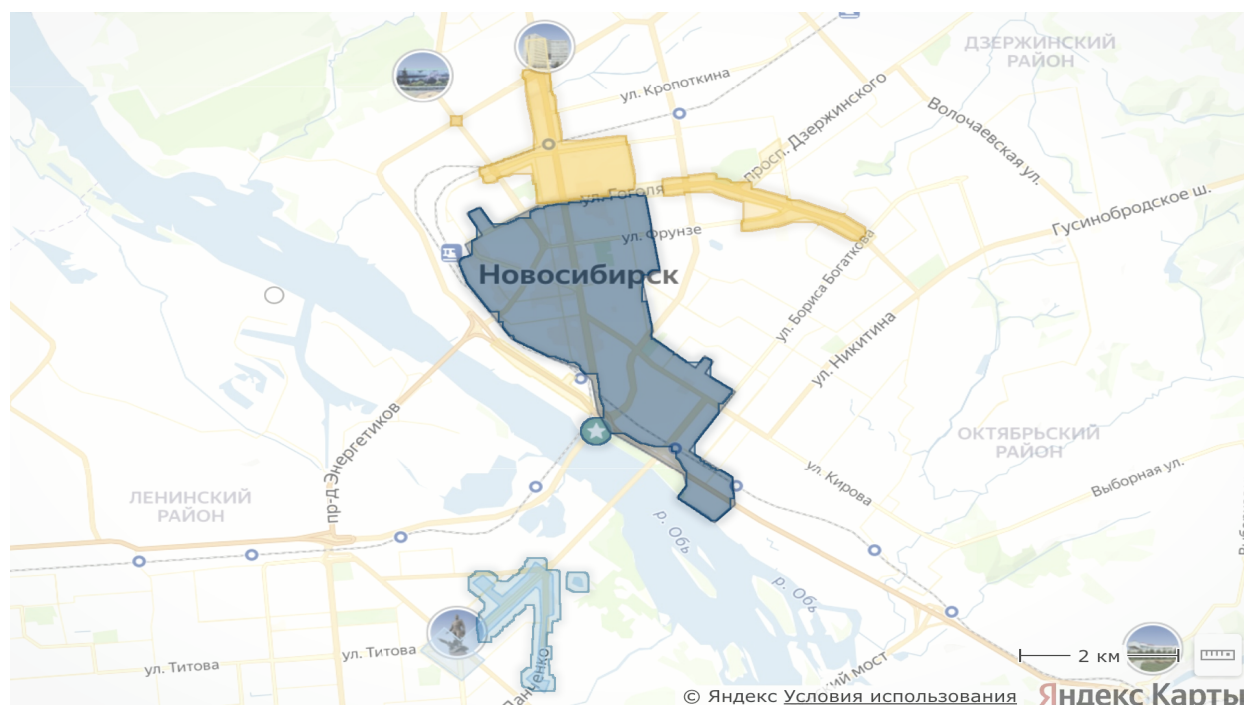 ДЗЕРЖИНСКИЙ
РАЙОН
ул. Кропоткина
просп. Дзержинского
Волочаевская ул.
ул. Гоголя
Гусинобродское ш.
ул. Фрунзе
Новосибирск
ул. Бориса Богаткова
ул. Никитина
пр-д Энергетиков
ОКТЯБРЬСКИЙ
РАЙОН
ул. Кирова
Выборная ул.
ЛЕНИНСКИЙ
РАЙОН
р. Обь
р. Обь
ул. Титова
ул. Титова
2 км
© Яндекс Условия использования
Яндекс Карты